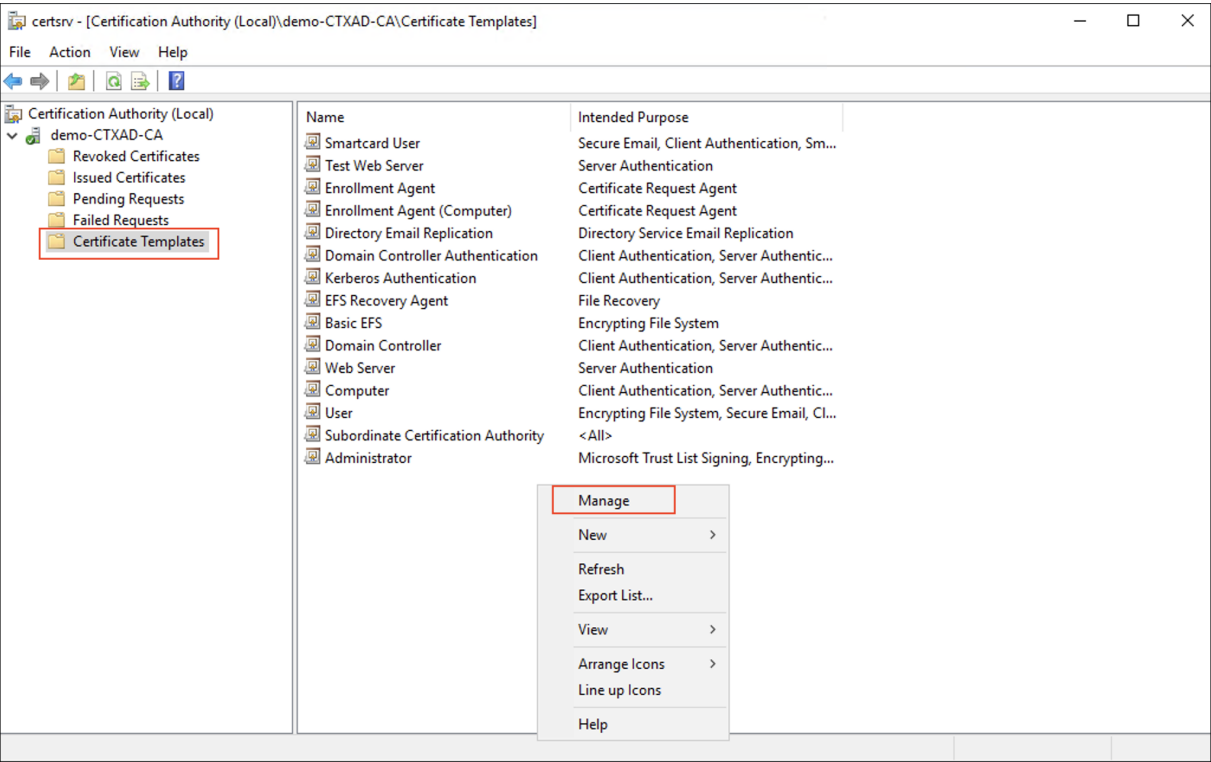 certsrv - [Certification Authority (Local)\demo-CTXAD-CA\Certificate Templates]
File Action View Help
Certification Authority (Local)
demo-CTXAD-CA
Revoked Certificates
Issued Certificates
Pending Requests
Failed Requests
Certificate Templates
Name Intended Purpose
Smartcard User Secure Email, Client Authentication, Sm...
Test Web Server Server Authentication
Enrollment Agent Certificate Request Agent
Enrollment Agent (Computer) Certificate Request Agent
Directory Email Replication Directory Service Email Replication
Domain Controller Authentication Client Authentication, Server Authentic...
Kerberos Authentication Client Authentication, Server Authentic...
EFS Recovery Agent File Recovery
Basic EFS Encrypting File System
Domain Controller Client Authentication, Server Authentic...
Web Server Server Authentication
Computer Client Authentication, Server Authentic...
User Encrypting File System, Secure Email, Cl...
Subordinate Certification Authority <All>
Administrator Microsoft Trust List Signing, Encrypting...
Manage
New
Refresh
Export List...
View
Arrange Icons
Line up Icons
Help